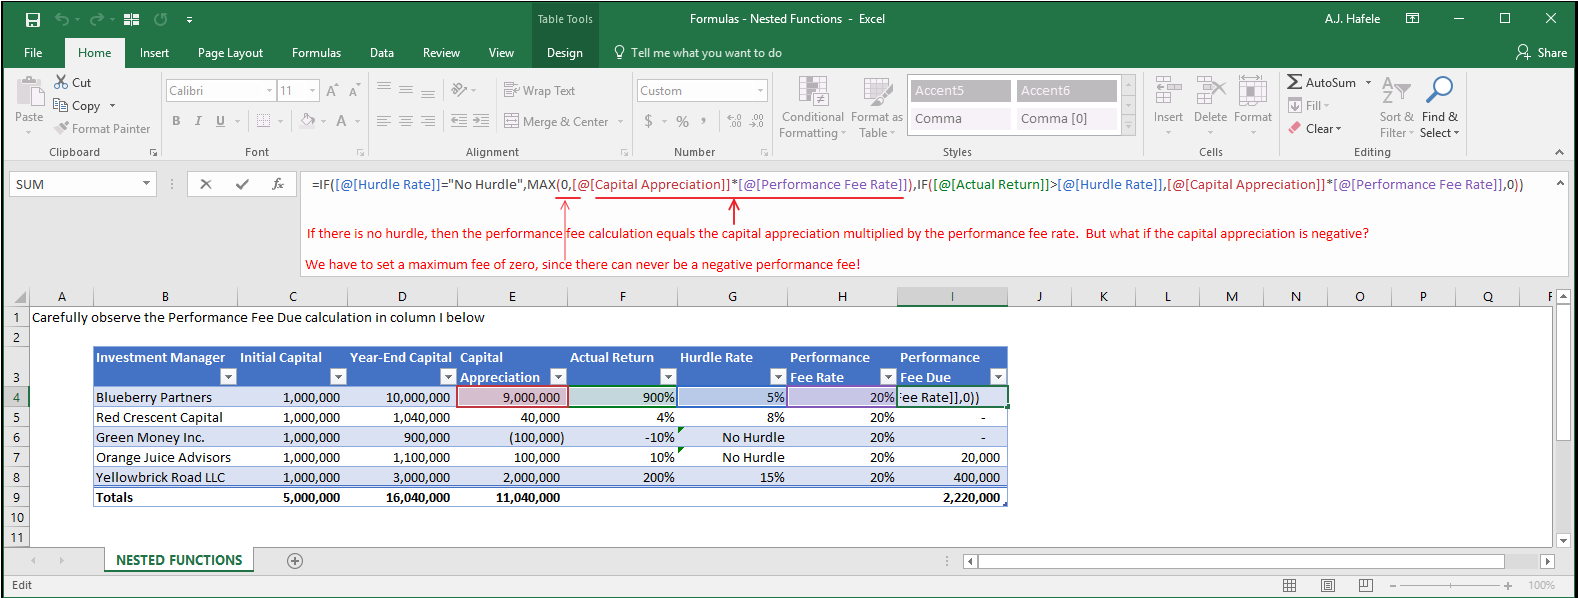 Table Tools
Formulas - Nested Functions - Excel
A.J. Hafele
File Home Insert Page Layout Formulas Data Review View Design Tell me what you want to do Share
Paste
Cut
Copy
Format Painter
Clipboard
Calibri 11
B I U A
Font
Wrap Text
Merge & Center
Alignment
Custom
$ % ,
Number
Conditional Formatting
Format as Table
Accent5 Accent6
Comma Comma [0]
Styles
Insert Delete Format
Cells
AutoSum
Fill
Clear
Sort & Filter
Find & Select
Editing
SUM
fx
=IF([@[Hurdle Rate]]="No Hurdle",MAX(0,[@[Capital Appreciation]]*[@[Performance Fee Rate]]),IF([@[Actual Return]]>[@[Hurdle Rate]],[@[Capital Appreciation]]*[@[Performance Fee Rate]],0))
If there is no hurdle, then the performance fee calculation equals the capital appreciation multiplied by the performance fee rate. But what if the capital appreciation is negative?
We have to set a maximum fee of zero, since there can never be a negative performance fee!
A B C D E F G H I J K L M N O P Q
1 Carefully observe the Performance Fee Due calculation in column I below
2
Investment Manager Initial Capital Year-End Capital Capital Actual Return Hurdle Rate Performance Performance
3 Appreciation Fee Rate Fee Due
4 Blueberry Partners 1,000,000 10,000,000 9,000,000 900% 5% 20% Fee Rate]],0))
5 Red Crescent Capital 1,000,000 1,040,000 40,000 4% 8% 20% -
6 Green Money Inc. 1,000,000 900,000 (100,000) -10% No Hurdle 20% -
7 Orange Juice Advisors 1,000,000 1,100,000 100,000 10% No Hurdle 20% 20,000
8 Yellowbrick Road LLC 1,000,000 3,000,000 2,000,000 200% 15% 20% 400,000
9 Totals 5,000,000 16,040,000 11,040,000 2,220,000
10
11
NESTED FUNCTIONS
Edit
100%